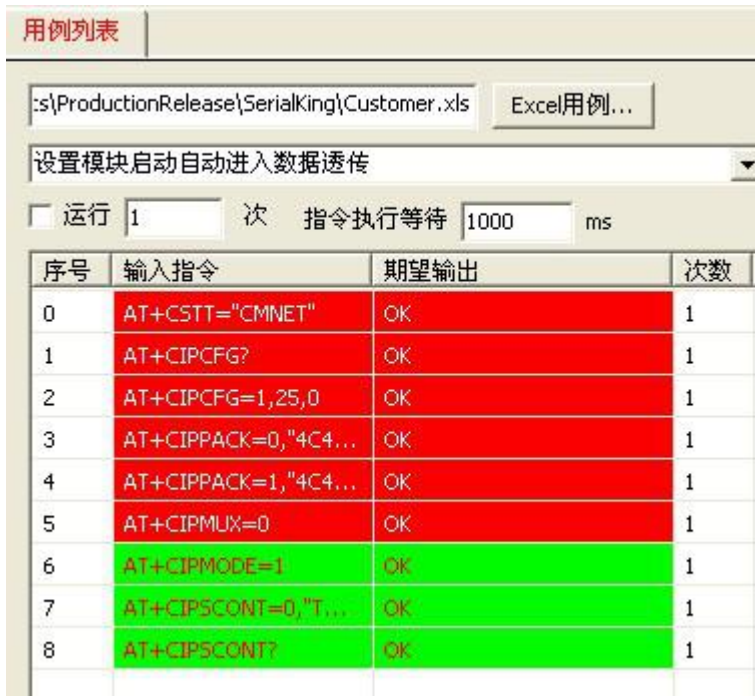 用例列表
:s\ProductionRelease\SerialKing\Customer.xls Excel用例...
设置模块启动自动进入数据透传
运行 1 次 指令执行等待 1000 ms
序号 输入指令 期望输出 次数
0 AT+CSTT="CMNET" OK 1
1 AT+CIPCFG? OK 1
2 AT+CIPCFG=1,25,0 OK 1
3 AT+CIPPACK=0,"4C4... OK 1
4 AT+CIPPACK=1,"4C4... OK 1
5 AT+CIPMUX=0 OK 1
6 AT+CIPMODE=1 OK 1
7 AT+CIPSCONT=0,"T... OK 1
8 AT+CIPSCONT? OK 1